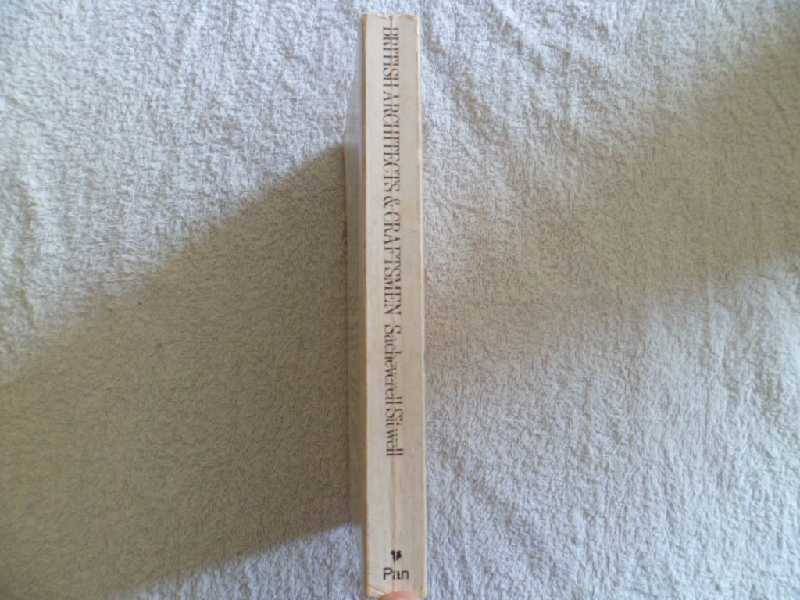 BRITISH ARCHITECTS & CRAFTSMEN Sacheverell Sitwell
Pan